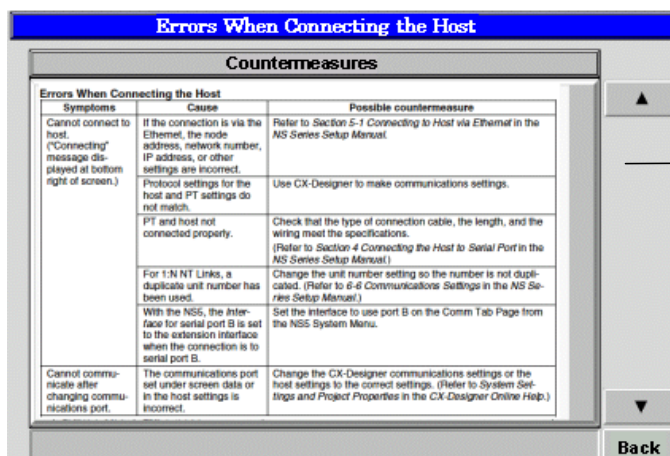 Errors When Connecting the Host
Countermeasures
Errors When Connecting the Host
Symptoms Cause Possible countermeasure
Cannot connect to
host.
("Connecting"
message dis-
played at bottom
right of screen.)
If the connection is via the
Ethernet, the node
address, network number,
IP address, or other
settings are incorrect.
Refer to Section 5-1 Connecting to Host via Ethernet in the
NS Series Setup Manual.
Protocol settings for the
host and PT settings do
not match.
Use CX-Designer to make communications settings.
PT and host not
connected properly.
Check that the type of connection cable, the length, and the
wiring meet the specifications.
(Refer to Section 4 Connecting the Host to Serial Port in the
NS Series Setup Manual.)
For 1:N NT Links, a
duplicate unit number has
been used.
Change the unit number setting so the number is not dupli-
cated. (Refer to 6-6 Communications Settings in the NS Se-
ries Setup Manual.)
With the NS5, the Inter-
face for serial port B is set
to the extension interface
when the connection is to
serial port B.
Set the interface to use port B on the Comm Tab Page from
the NS5 System Menu.
Cannot commu-
nicate after
changing commu-
nications port.
The communications port
set under screen data or
in the host settings is
incorrect.
Change the CX-Designer communications settings or the
host settings to the correct settings. (Refer to System Set-
tings and Project Properties in the CX-Designer Online Help.)
Back